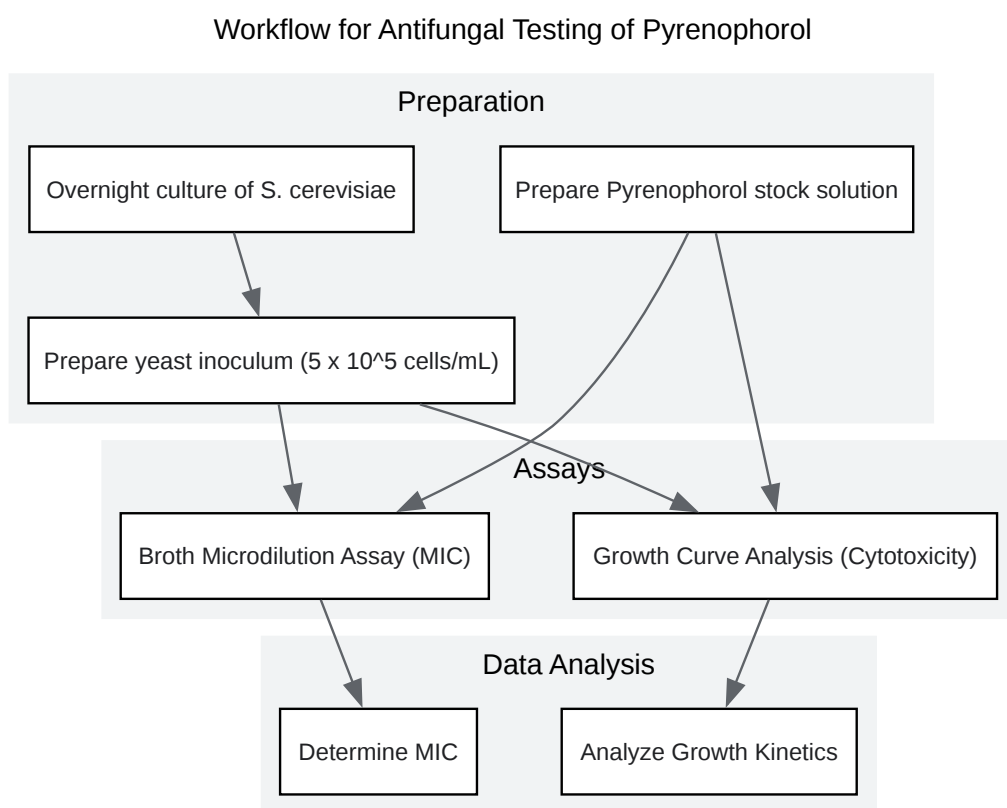 Workflow for Antifungal Testing of Pyrenophorol
Preparation
Overnight culture of S. cerevisiae
Prepare Pyrenophorol stock solution
Prepare yeast inoculum (5 x 10^5 cells/mL)
Assays
Broth Microdilution Assay (MIC)
Growth Curve Analysis (Cytotoxicity)
Data Analysis
Determine MIC
Analyze Growth Kinetics